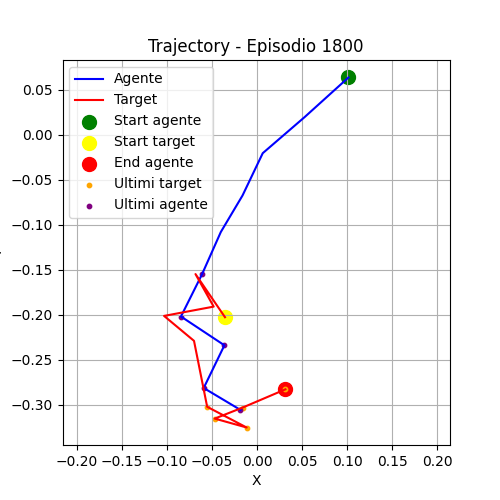 Trajectory - Episodio 1800
Agente
Target
Start agente
Start target
End agente
Ultimi target
Ultimi agente
0.05
0.00
−0.05
−0.10
−0.15
−0.20
−0.25
−0.30
−0.20 −0.15 −0.10 −0.05 0.00 0.05 0.10 0.15 0.20
X